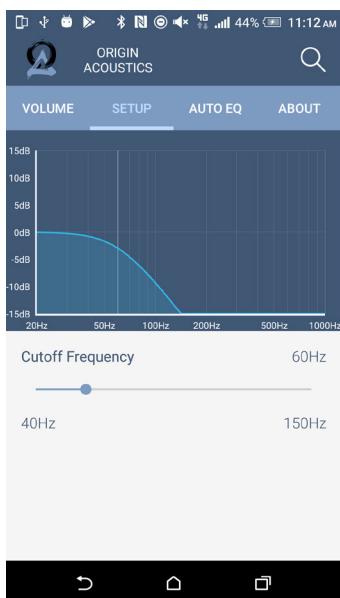 4G 44% 11:12 AM
ORIGIN
ACOUSTICS
VOLUME SETUP AUTO EQ ABOUT
15dB
10dB
5dB
0dB
-5dB
-10dB
-15dB
20Hz 50Hz 100Hz 200Hz 500Hz 1000Hz
Cutoff Frequency 60Hz
40Hz 150Hz